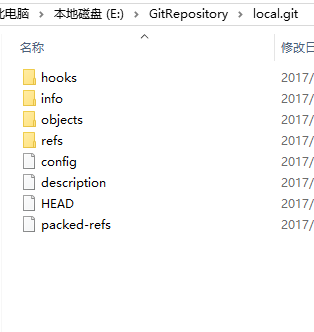 此电脑 > 本地磁盘 (E:) > GitRepository > local.git
名称 修改日
hooks 2017/
info 2017/
objects 2017/
refs 2017/
config 2017/
description 2017/
HEAD 2017/
packed-refs 2017/